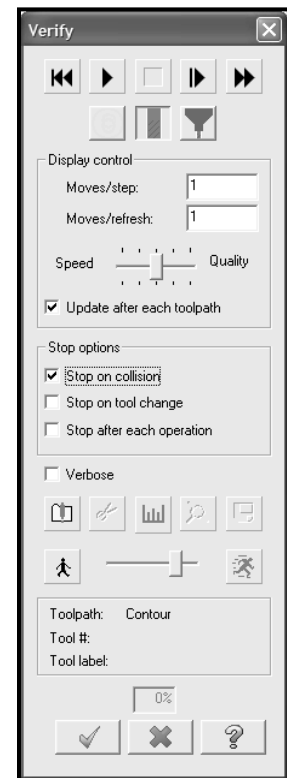 Verify
Display control
Moves/step: 1
Moves/refresh: 1
Speed Quality
Update after each toolpath
Stop options
Stop on collision
Stop on tool change
Stop after each operation
Verbose
Toolpath: Contour
Tool #:
Tool label:
0%